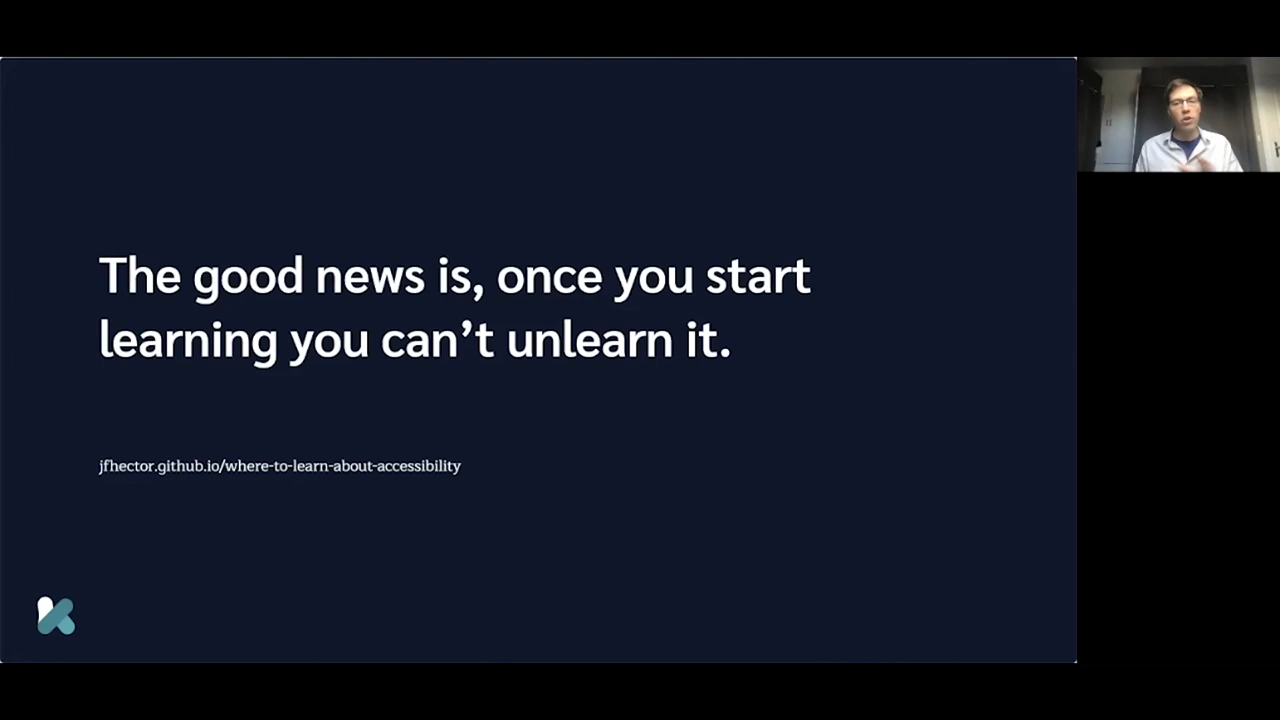 The good news is, once you start
learning you can’t unlearn it.
jfhector.github.io/where-to-learn-about-accessibility